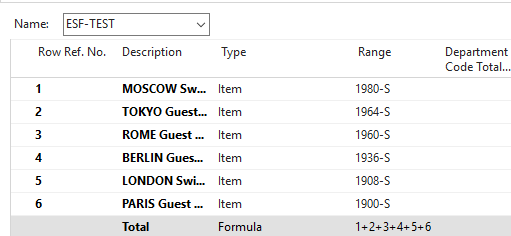 Name: ESF-TEST
Row Ref. No. Description Type Range Department Code Total...
1 MOSCOW Sw... Item 1980-S
2 TOKYO Guest... Item 1964-S
3 ROME Guest ... Item 1960-S
4 BERLIN Gues... Item 1936-S
5 LONDON Swi... Item 1908-S
6 PARIS Guest ... Item 1900-S
Total Formula 1+2+3+4+5+6